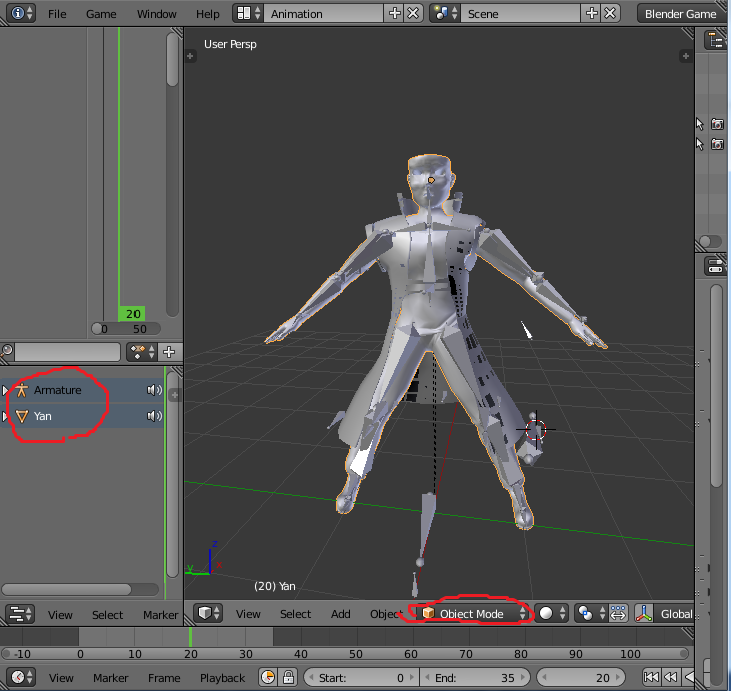 File Game Window Help Animation Scene Blender Game
User Persp
20
0 50
Armature
Yan
z
y
(20) Yan
View Select Marker View Select Add Object Object Mode Global
-10 0 10 20 30 40 50 60 70 80 90 100
View Marker Frame Playback Start: 0 End: 35 20